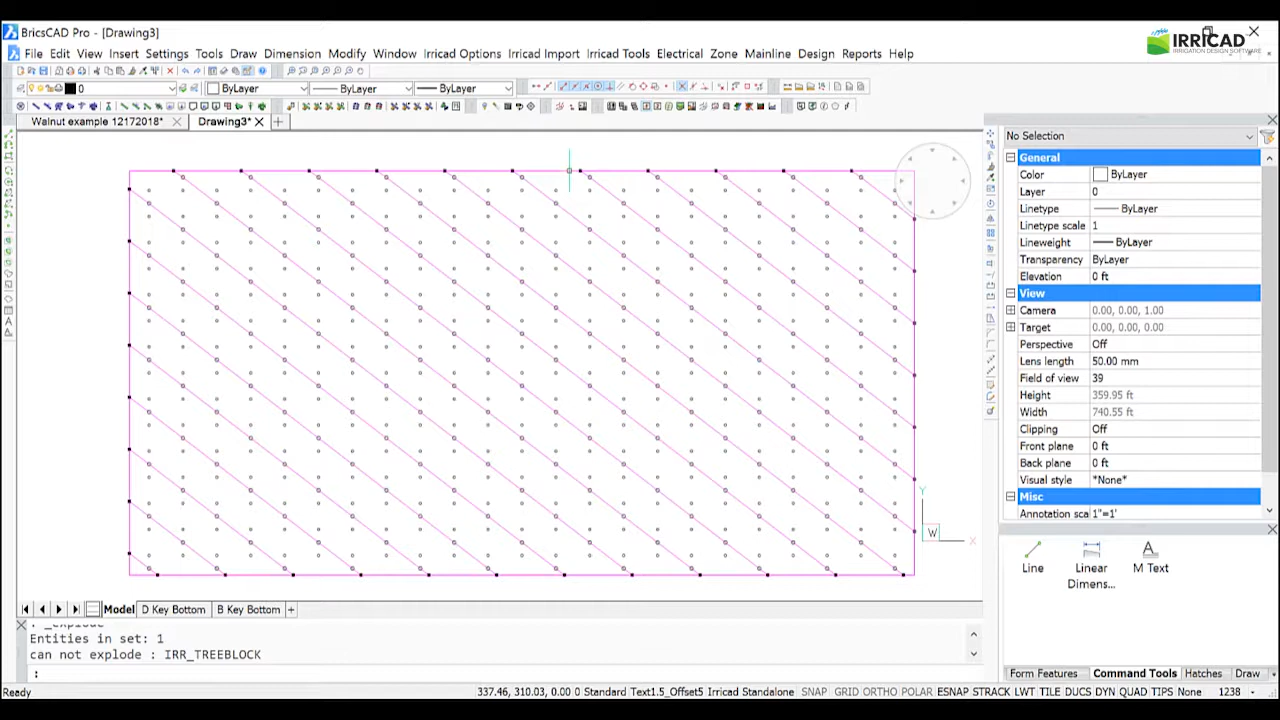 BricsCAD Pro - [Drawing3]
IRRICAD
IRRIGATION DESIGN SOFTWARE
File Edit View Insert Settings Tools Draw Dimension Modify Window Irricad Options Irricad Import Irricad Tools Electrical Zone Mainline Design Reports Help
0 ByLayer ByLayer ByLayer
Walnut example 12172018* Drawing3*
No Selection
General
Color ByLayer
Layer 0
Linetype ByLayer
Linetype scale 1
Lineweight ByLayer
Transparency ByLayer
Elevation 0 ft
View
Camera 0.00, 0.00, 1.00
Target 0.00, 0.00, 0.00
Perspective Off
Lens length 50.00 mm
Field of view 39
Height 359.95 ft
Width 740.55 ft
Clipping Off
Front plane 0 ft
Back plane 0 ft
Visual style *None*
Misc
Annotation sca 1"=1'
Y
W
X
Line Linear Dimens... M Text
Model D Key Bottom B Key Bottom +
: _explode
Entities in set: 1
can not explode : IRR_TREEBLOCK
:
Form Features Command Tools Hatches Draw
Ready 337.46, 310.03, 0.00 0 Standard Text1.5_Offset5 Irricad Standalone SNAP GRID ORTHO POLAR ESNAP STRACK LWT TILE DUCS DYN QUAD TIPS None 1238